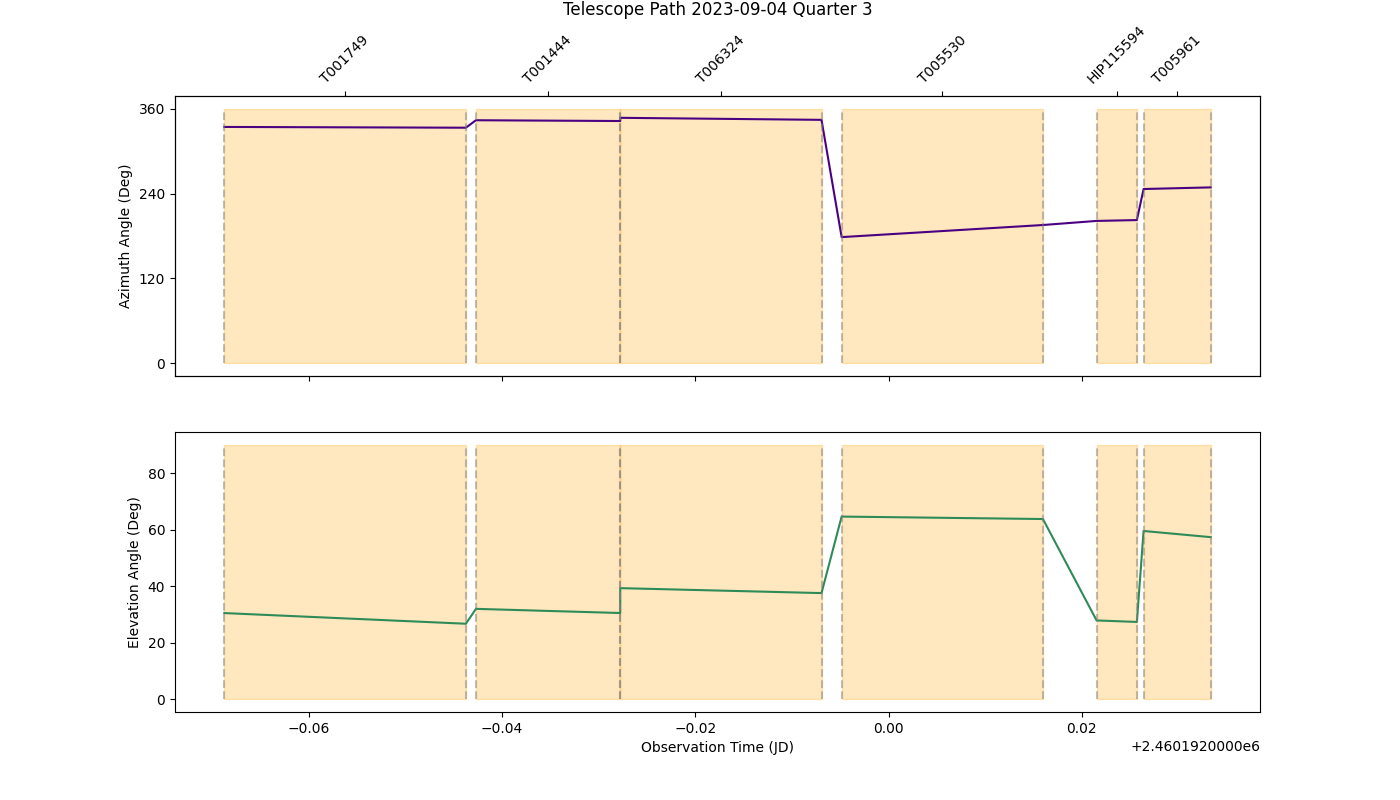 Telescope Path 2023-09-04 Quarter 3
T001749 T001444 T006324 T005530 HIP115594 T005961
Azimuth Angle (Deg)
360
240
120
0
Elevation Angle (Deg)
80
60
40
20
0
−0.06 −0.04 −0.02 0.00 0.02
Observation Time (JD)
+2.4601920000e6